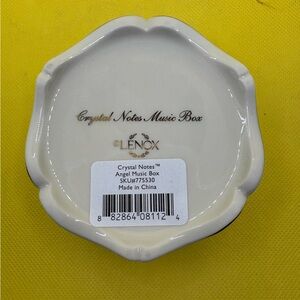 Crystal Notes Music Box
©LENOX
Crystal Notes™
Angel Music Box
SKU#775530
Made in China
8 82864 08112 4